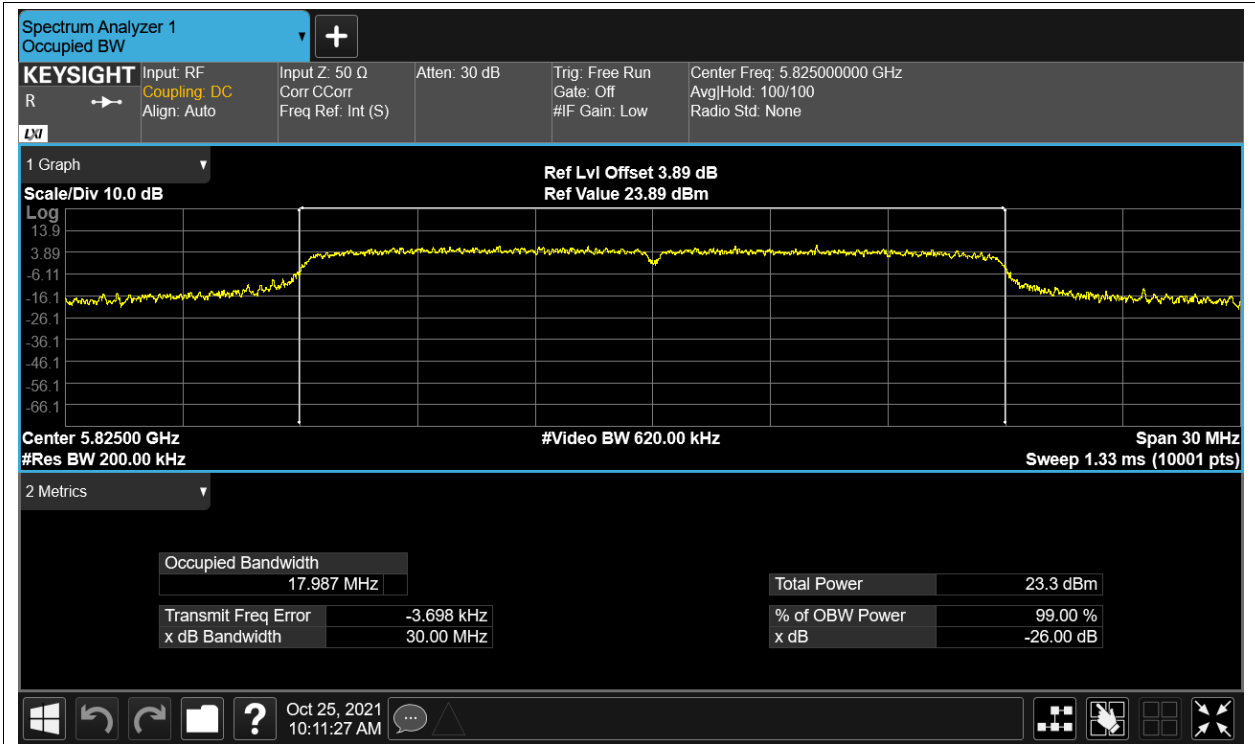 Spectrum Analyzer 1
Occupied BW
KEYSIGHT
R
LXI
Input: RF
Coupling: DC
Align: Auto
Input Z: 50 Ω
Corr CCorr
Freq Ref: Int (S)
Atten: 30 dB
Trig: Free Run
Gate: Off
#IF Gain: Low
Center Freq: 5.825000000 GHz
Avg|Hold: 100/100
Radio Std: None
1 Graph
Scale/Div 10.0 dB
Ref Lvl Offset 3.89 dB
Ref Value 23.89 dBm
Log
13.9
3.89
-6.11
-16.1
-26.1
-36.1
-46.1
-56.1
-66.1
Center 5.82500 GHz
#Video BW 620.00 kHz
Span 30 MHz
#Res BW 200.00 kHz
Sweep 1.33 ms (10001 pts)
2 Metrics
Occupied Bandwidth
17.987 MHz
Total Power 23.3 dBm
Transmit Freq Error -3.698 kHz
% of OBW Power 99.00 %
x dB Bandwidth 30.00 MHz
x dB -26.00 dB
?
Oct 25, 2021
10:11:27 AM